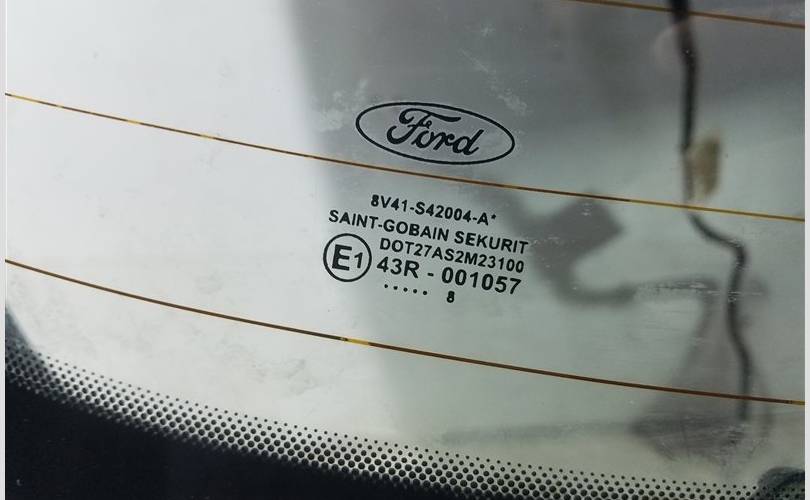 Ford
8V41-S42004-A*
SAINT-GOBAIN SEKURIT
DOT27AS2M23100
E1 43R - 001057
..... 8